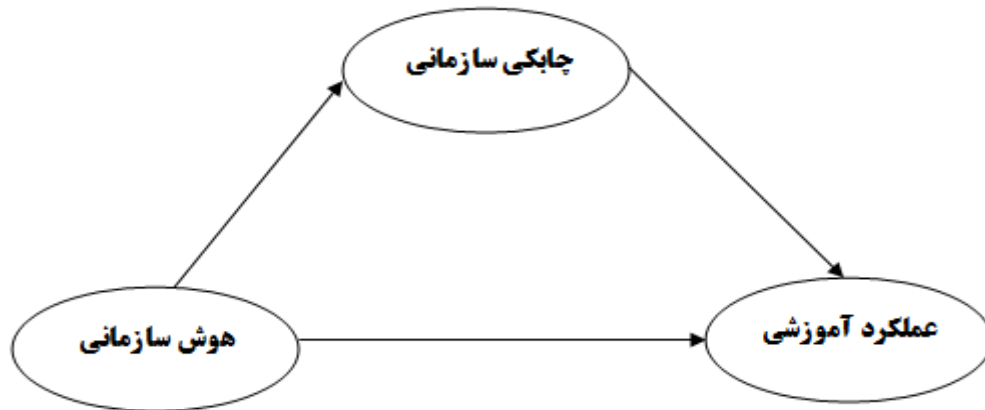 چابکی سازمانی
هوش سازمانی
عملکرد آموزشی